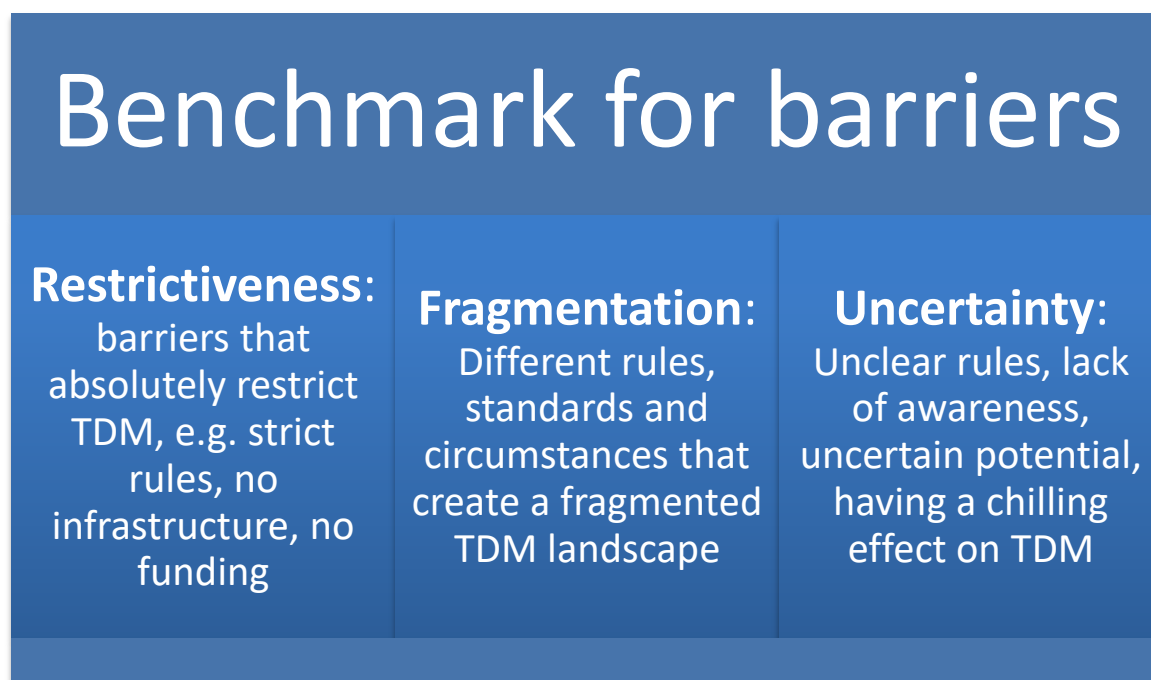 Benchmark for barriers
Restrictiveness:
barriers that
absolutely restrict
TDM, e.g. strict
rules, no
infrastructure, no
funding
Fragmentation:
Different rules,
standards and
circumstances that
create a fragmented
TDM landscape
Uncertainty:
Unclear rules, lack
of awareness,
uncertain potential,
having a chilling
effect on TDM